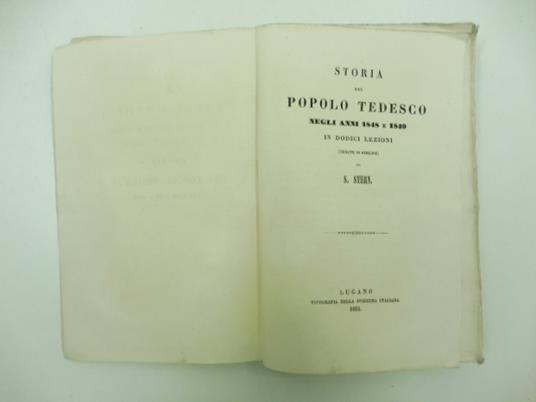 STORIA
DEL
POPOLO TEDESCO
NEGLI ANNI 1848 E 1849
IN DODICI LEZIONI
DI
S. STERN.
LUGANO
TIPOGRAFIA DELLA SVIZZERA ITALIANA